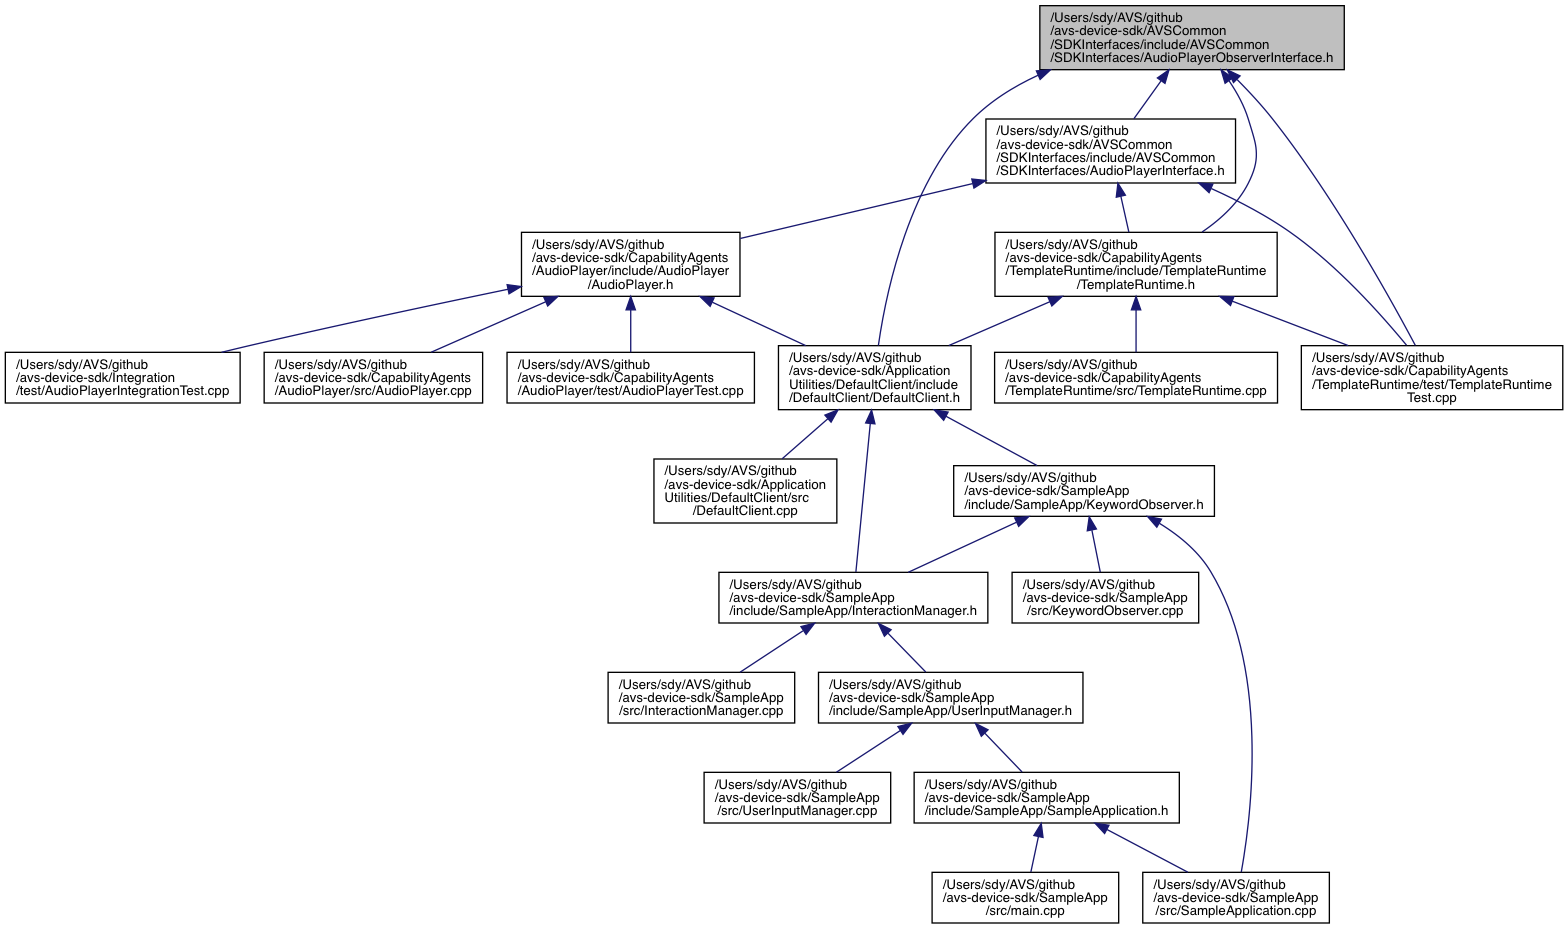 /Users/sdy/AVS/github
/avs-device-sdk/AVSCommon
/SDKInterfaces/include/AVSCommon
/SDKInterfaces/AudioPlayerObserverInterface.h
/Users/sdy/AVS/github
/avs-device-sdk/AVSCommon
/SDKInterfaces/include/AVSCommon
/SDKInterfaces/AudioPlayerInterface.h
/Users/sdy/AVS/github
/avs-device-sdk/CapabilityAgents
/AudioPlayer/include/AudioPlayer
/AudioPlayer.h
/Users/sdy/AVS/github
/avs-device-sdk/CapabilityAgents
/TemplateRuntime/include/TemplateRuntime
/TemplateRuntime.h
/Users/sdy/AVS/github
/avs-device-sdk/Integration
/test/AudioPlayerIntegrationTest.cpp
/Users/sdy/AVS/github
/avs-device-sdk/CapabilityAgents
/AudioPlayer/src/AudioPlayer.cpp
/Users/sdy/AVS/github
/avs-device-sdk/CapabilityAgents
/AudioPlayer/test/AudioPlayerTest.cpp
/Users/sdy/AVS/github
/avs-device-sdk/Application
Utilities/DefaultClient/include
/DefaultClient/DefaultClient.h
/Users/sdy/AVS/github
/avs-device-sdk/CapabilityAgents
/TemplateRuntime/src/TemplateRuntime.cpp
/Users/sdy/AVS/github
/avs-device-sdk/CapabilityAgents
/TemplateRuntime/test/TemplateRuntime
Test.cpp
/Users/sdy/AVS/github
/avs-device-sdk/Application
Utilities/DefaultClient/src
/DefaultClient.cpp
/Users/sdy/AVS/github
/avs-device-sdk/SampleApp
/include/SampleApp/KeywordObserver.h
/Users/sdy/AVS/github
/avs-device-sdk/SampleApp
/include/SampleApp/InteractionManager.h
/Users/sdy/AVS/github
/avs-device-sdk/SampleApp
/src/KeywordObserver.cpp
/Users/sdy/AVS/github
/avs-device-sdk/SampleApp
/src/InteractionManager.cpp
/Users/sdy/AVS/github
/avs-device-sdk/SampleApp
/include/SampleApp/UserInputManager.h
/Users/sdy/AVS/github
/avs-device-sdk/SampleApp
/src/UserInputManager.cpp
/Users/sdy/AVS/github
/avs-device-sdk/SampleApp
/include/SampleApp/SampleApplication.h
/Users/sdy/AVS/github
/avs-device-sdk/SampleApp
/src/main.cpp
/Users/sdy/AVS/github
/avs-device-sdk/SampleApp
/src/SampleApplication.cpp